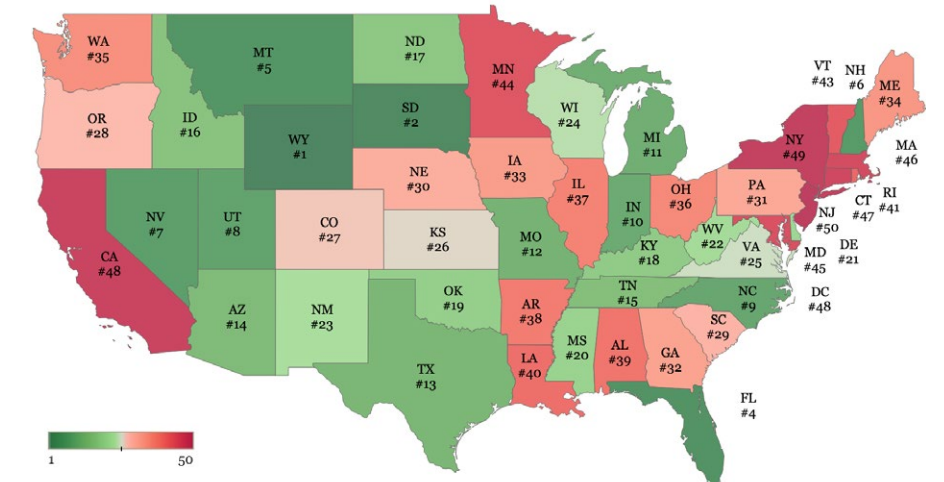 WA
#35
OR
#28
CA
#48
NV
#7
ID
#16
MT
#5
WY
#1
UT
#8
AZ
#14
NM
#23
CO
#27
ND
#17
SD
#2
NE
#30
KS
#26
OK
#19
TX
#13
MN
#44
IA
#33
MO
#12
AR
#38
LA
#40
WI
#24
IL
#37
MI
#11
IN
#10
OH
#36
KY
#18
TN
#15
MS
#20
AL
#39
GA
#32
FL
#4
SC
#29
NC
#9
VA
#25
WV
#22
PA
#31
NY
#49
VT
#43
NH
#6
ME
#34
MA
#46
RI
#41
CT
#47
NJ
#50
DE
#21
MD
#45
DC
#48
1
50